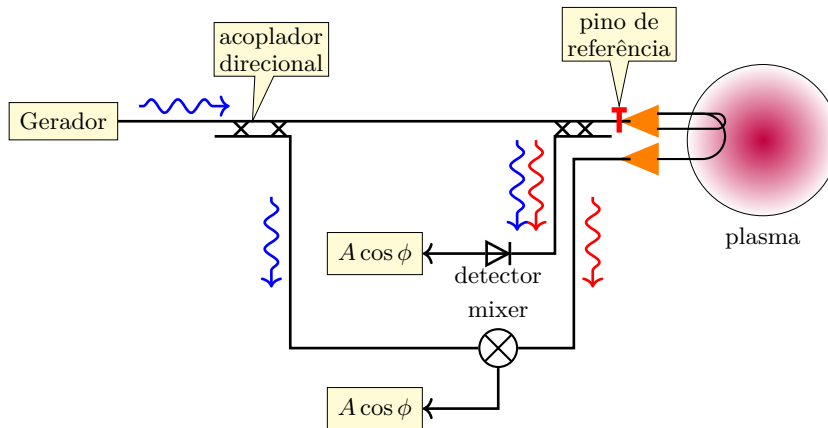 acoplador
direcional
pino de
referência
Gerador
plasma
A cos ϕ
detector
mixer
A cos ϕ